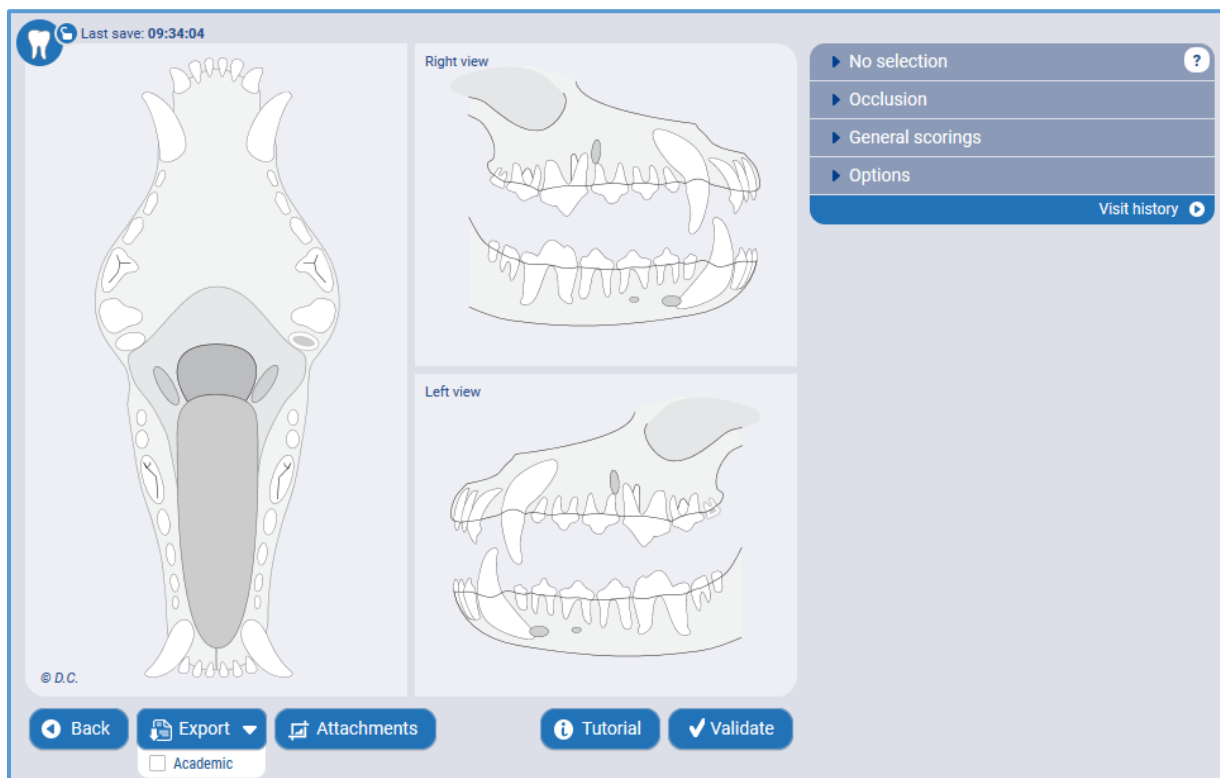 Last save: 09:34:04
Right view
Left view
© D.C.
No selection
?
Occlusion
General scorings
Options
Visit history
Back
Export
Attachments
Tutorial
Validate
Academic